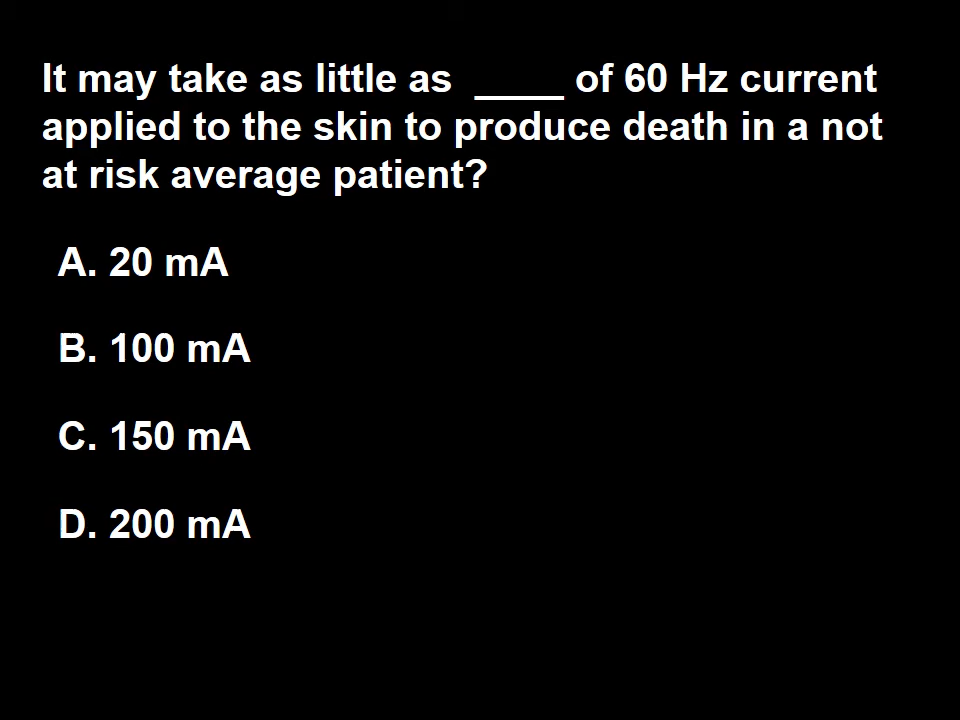 It may take as little as ____ of 60 Hz current
applied to the skin to produce death in a not
at risk average patient?
A. 20 mA
B. 100 mA
C. 150 mA
D. 200 mA